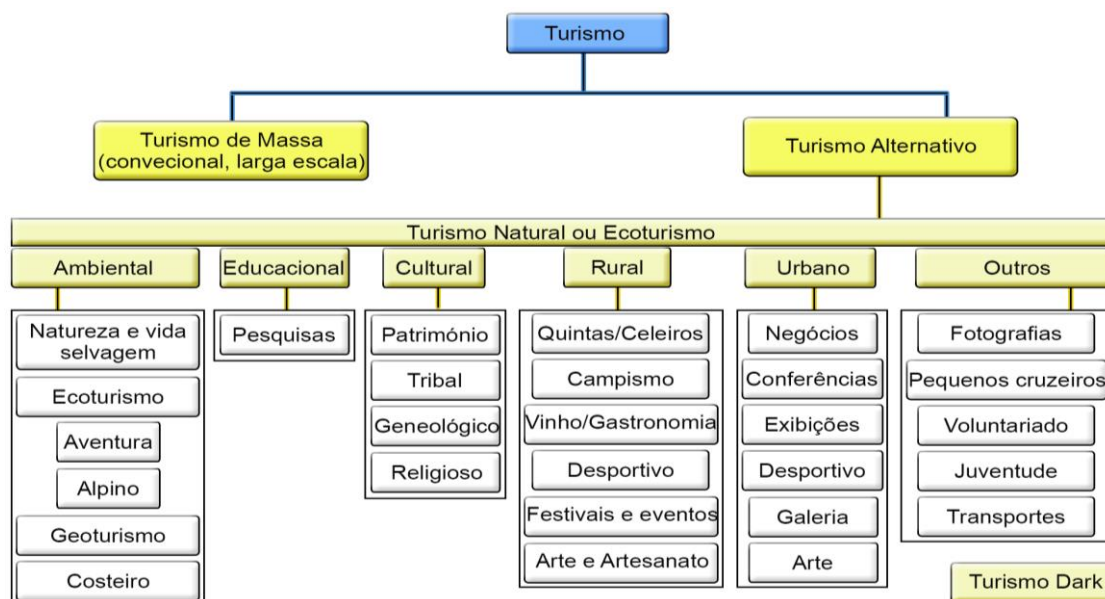 Turismo
Turismo de Massa
(convecional, larga escala)
Turismo Alternativo
Turismo Natural ou Ecoturismo
Ambiental
Natureza e vida
selvagem
Ecoturismo
Aventura
Alpino
Geoturismo
Costeiro
Educacional
Pesquisas
Cultural
Património
Tribal
Geneológico
Religioso
Rural
Quintas/Celeiros
Campismo
Vinho/Gastronomia
Desportivo
Festivais e eventos
Arte e Artesanato
Urbano
Negócios
Conferências
Exibições
Desportivo
Galeria
Arte
Outros
Fotografias
Pequenos cruzeiros
Voluntariado
Juventude
Transportes
Turismo Dark